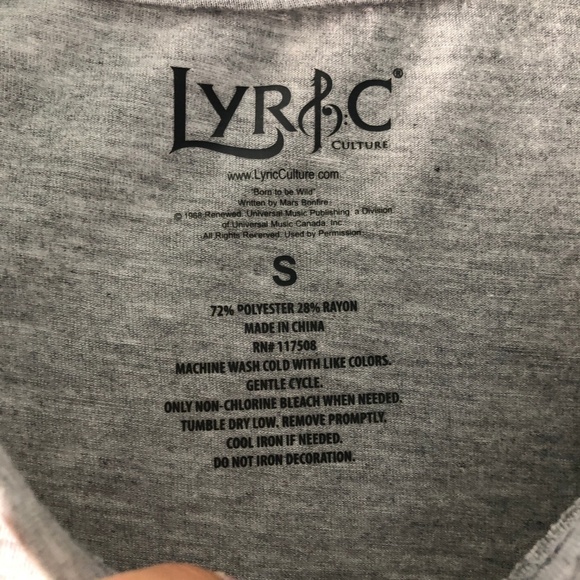 LYRIC®
CULTURE
www.LyricCulture.com
"Born to be Wild"
Written by Mars Bonfire
© 1968 Renewed. Universal Music Publishing, a Division
of Universal Music Canada, Inc.
All Rights Reserved. Used by Permission.
S
72% POLYESTER 28% RAYON
MADE IN CHINA
RN# 117508
MACHINE WASH COLD WITH LIKE COLORS.
GENTLE CYCLE.
ONLY NON-CHLORINE BLEACH WHEN NEEDED.
TUMBLE DRY LOW, REMOVE PROMPTLY.
COOL IRON IF NEEDED.
DO NOT IRON DECORATION.